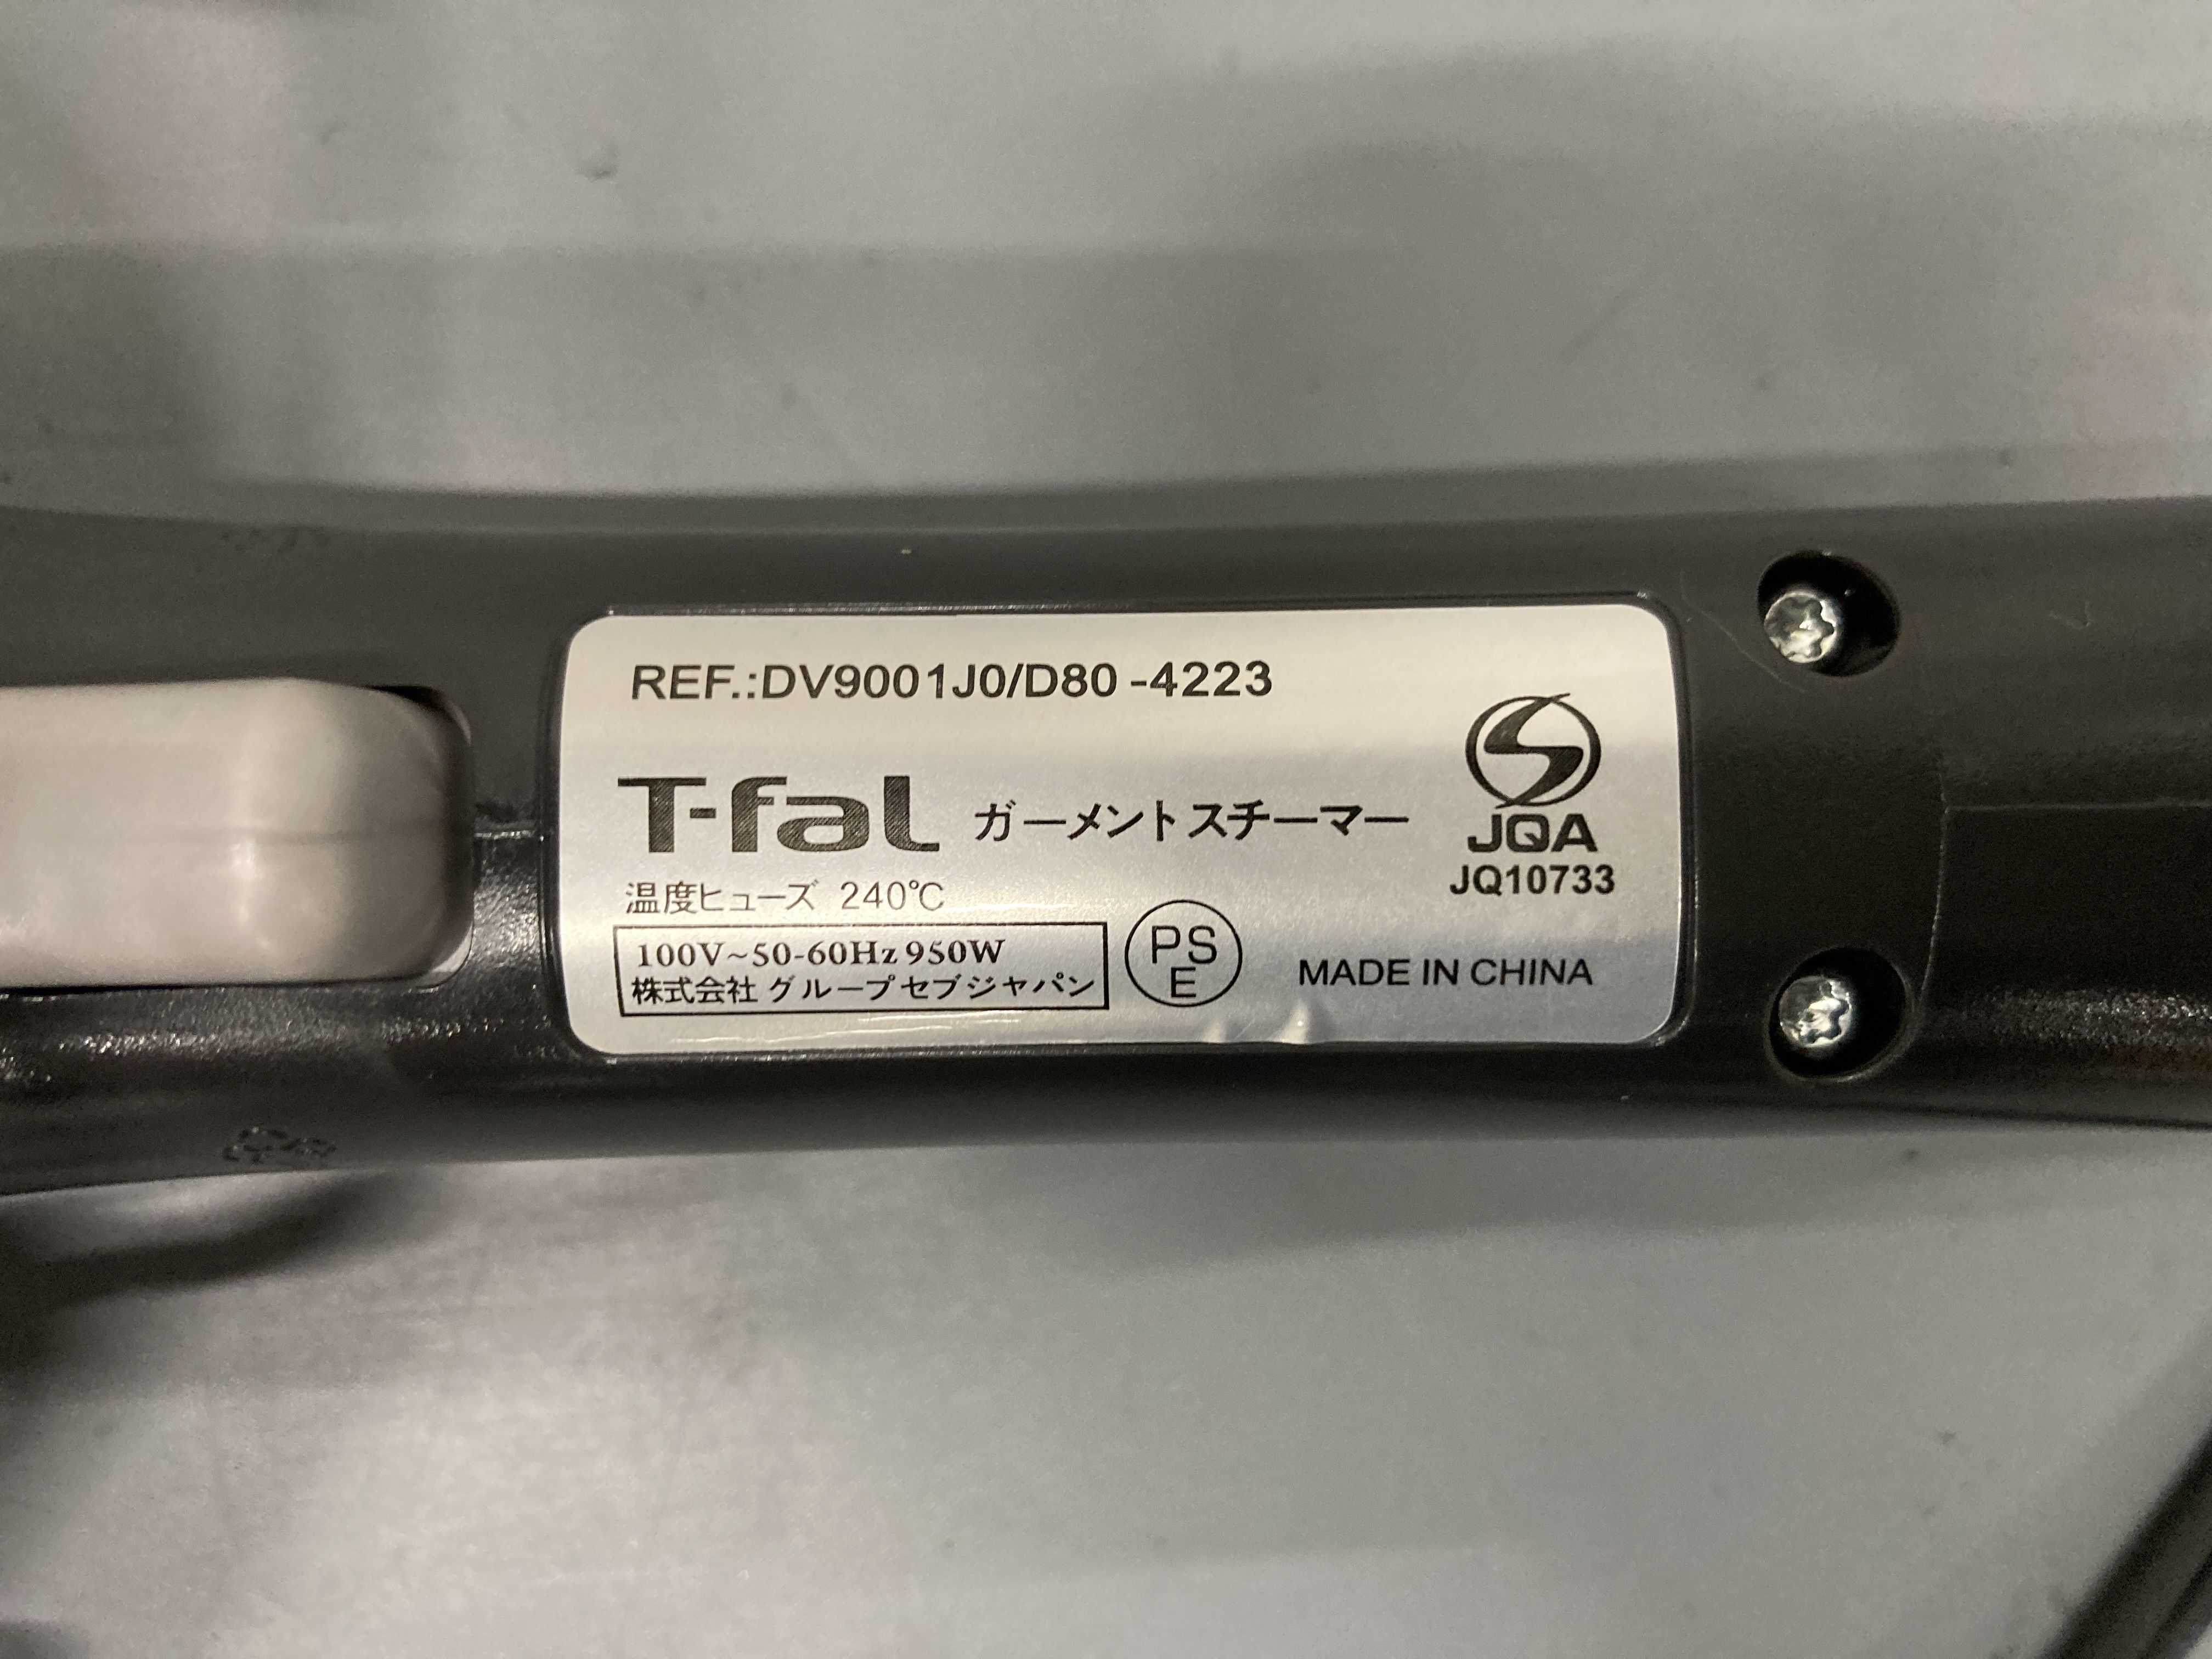 REF.:DV9001J0/D80 -4223
T-fal ガーメントスチーマー
JQA
JQ10733
温度ヒューズ 240℃
100V~50-60Hz 950W
株式会社 グループセブジャパン
PS
E
MADE IN CHINA